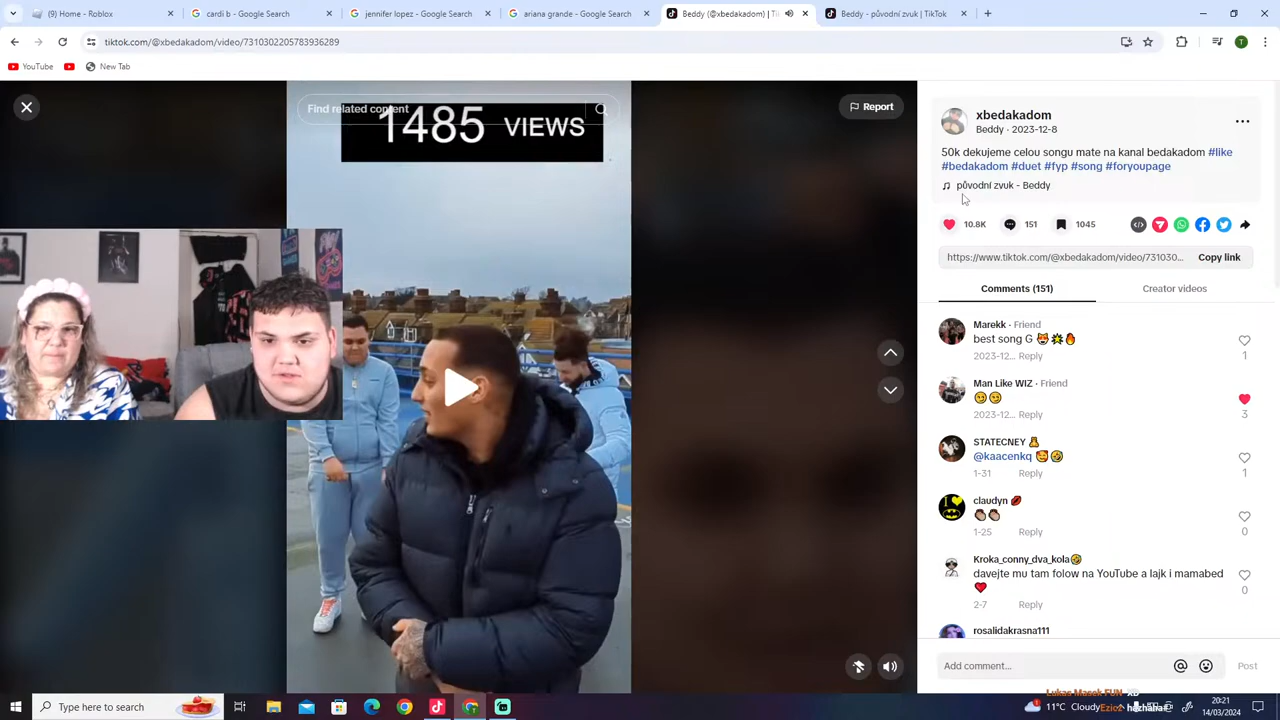 (9) Home - Roblox
cardi b - Google Search
jennifer lopez - Google Search
ariana grande - Google Search
Beddy (@xbedakadom) | Ti
Beddy - původní zvuk | TikTok
tiktok.com/@xbedakadom/video/7310302205783936289
T
YouTube
New Tab
Find related content
1485 VIEWS
Report
xbedakadom
Beddy · 2023-12-8
50k dekujeme celou songu mate na kanal bedakadom #like
#bedakadom #duet #fyp #song #foryoupage
původní zvuk - Beddy
10.8K
151
1045
https://www.tiktok.com/@xbedakadom/video/731030...
Copy link
Comments (151)
Creator videos
Marekk · Friend
best song G
2023-12... Reply
1
Man Like WIZ · Friend
2023-12... Reply
3
STATECNEY
@kaacenkq
1-31 Reply
1
claudyn
1-25 Reply
0
Kroka_conny_dva_kola
davejte mu tam folow na YouTube a lajk i mamabed
2-7 Reply
0
rosalidakrasna111
Add comment...
Post
Lukas Masek FUN XD
Type here to search
11°C Cloudy
20:21
14/03/2024